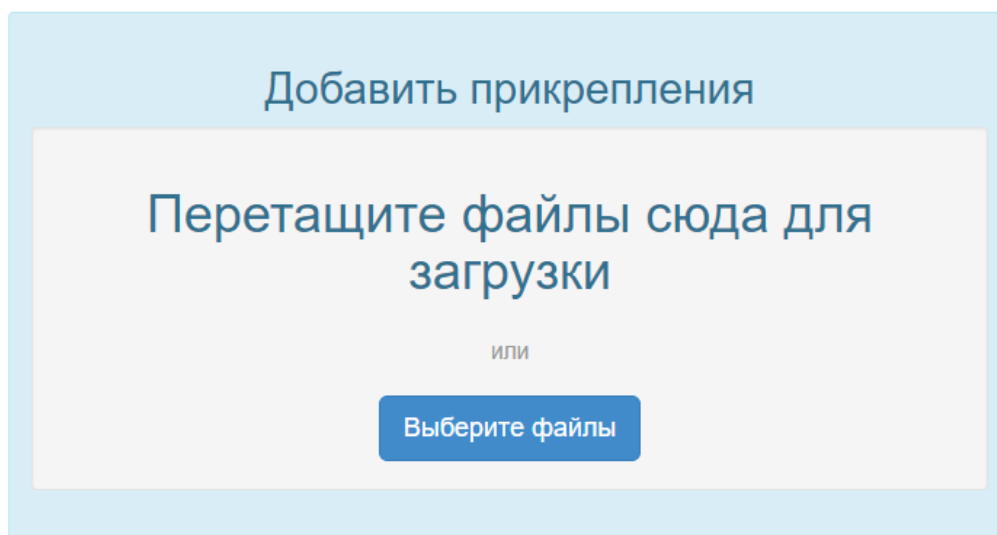 Добавить прикрепления
Перетащите файлы сюда для
загрузки
или
Выберите файлы